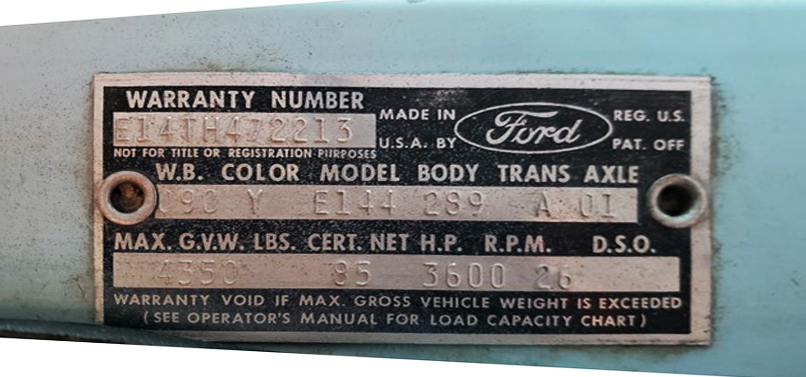 WARRANTY NUMBER
E14TH472213
NOT FOR TITLE OR REGISTRATION PURPOSES
MADE IN
U.S.A. BY
Ford
REG. U.S.
PAT. OFF
W.B. COLOR MODEL BODY TRANS AXLE
090 Y E144 289 A 01
MAX. G.V.W. LBS. CERT. NET H.P. R.P.M. D.S.O.
4350 85 3600 26
WARRANTY VOID IF MAX. GROSS VEHICLE WEIGHT IS EXCEEDED
(SEE OPERATOR'S MANUAL FOR LOAD CAPACITY CHART)